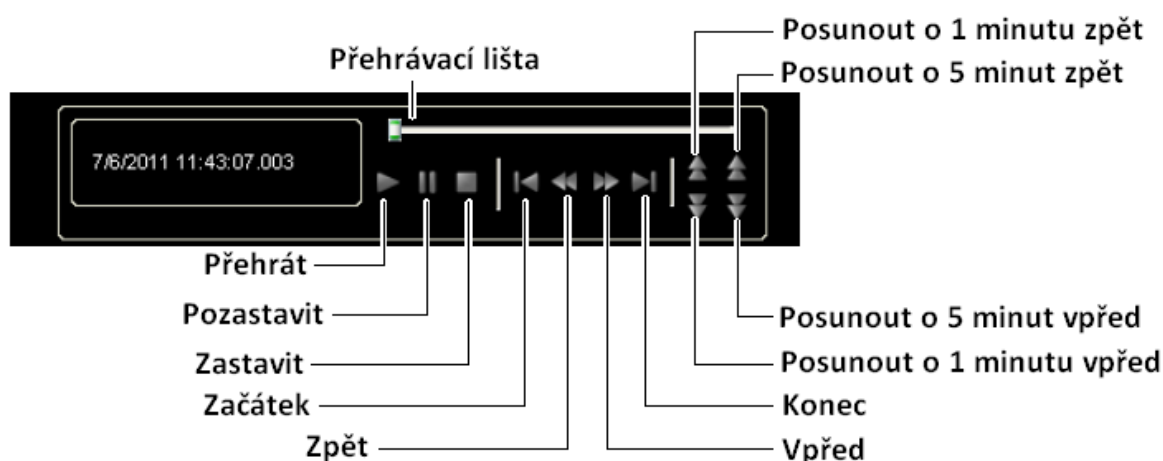 Posunout o 1 minutu zpět
Přehrávací lišta
Posunout o 5 minut zpět
7/6/2011 11:43:07.003
Přehrát
Pozastavit
Posunout o 5 minut vpřed
Zastavit
Posunout o 1 minutu vpřed
Začátek
Konec
Zpět
Vpřed